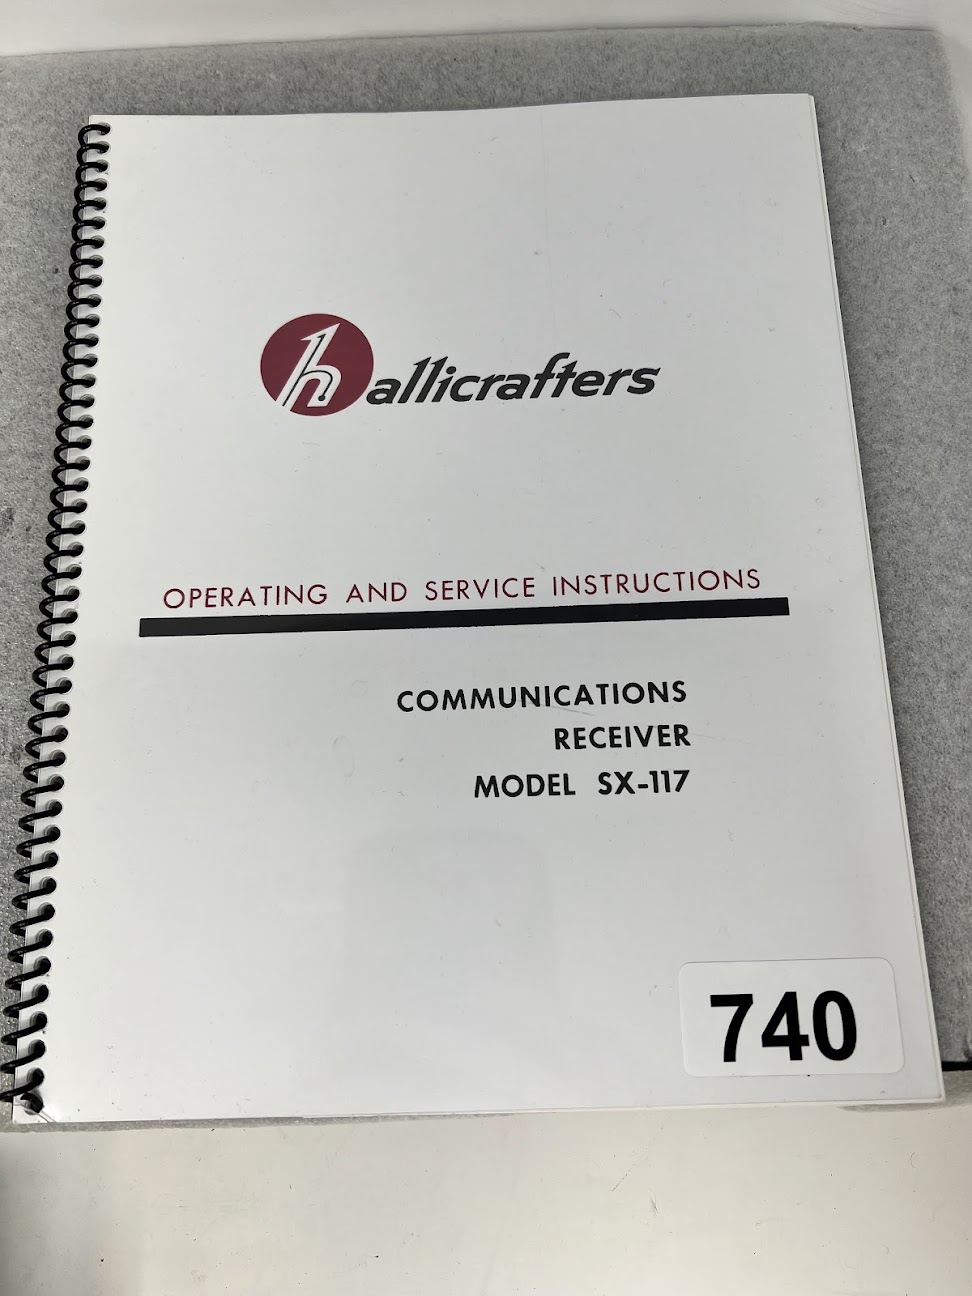 hallicrafters
OPERATING AND SERVICE INSTRUCTIONS
COMMUNICATIONS
RECEIVER
MODEL SX-117
740